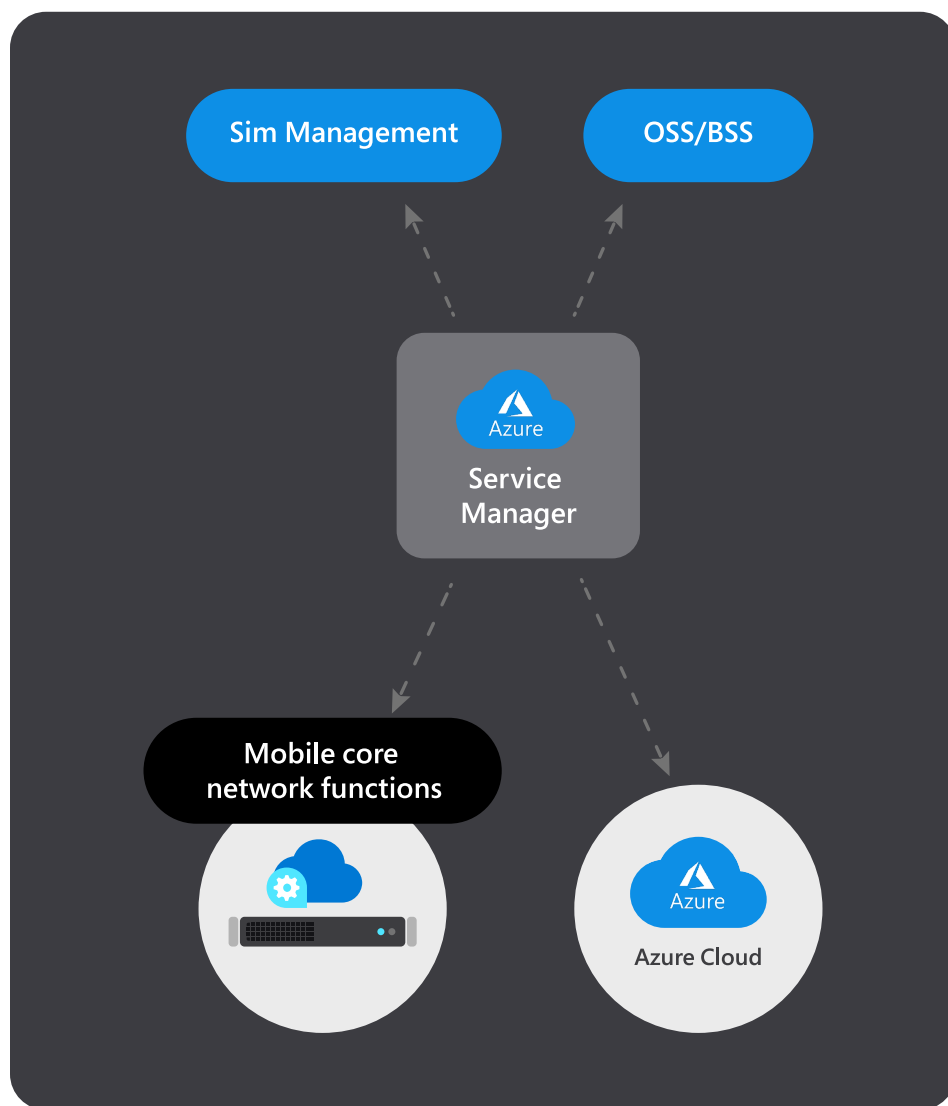 Sim Management
OSS/BSS
Azure
Service
Manager
Mobile core
network functions
Azure
Azure Cloud